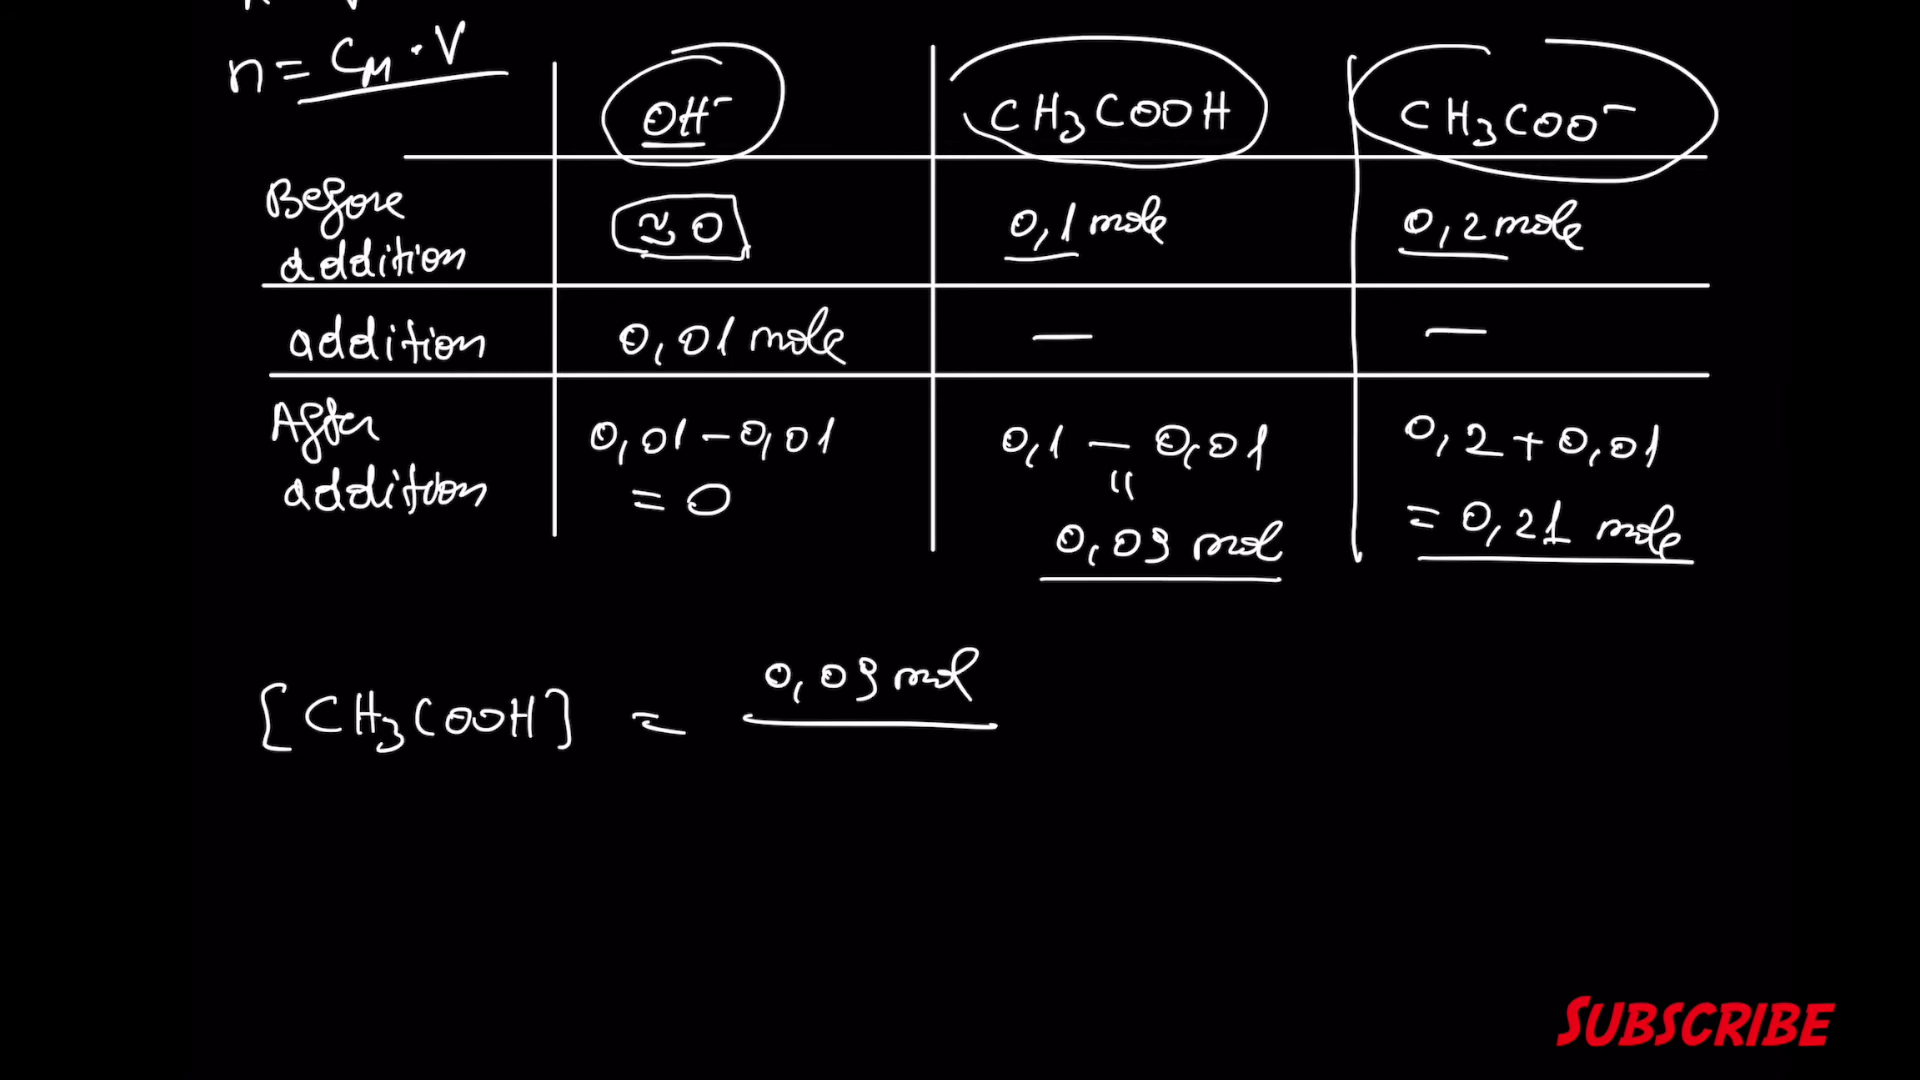 n = CM · V
OH⁻ CH₃COOH CH₃COO⁻
Before addition ≈ 0 0,1 mole 0,2 mole
addition 0,01 mole — —
After addition 0,01 – 0,01 = 0 0,1 – 0,01 = 0,09 mol 0,2 + 0,01 = 0,21 mole
[CH₃COOH] = 0,09 mol
SUBSCRIBE